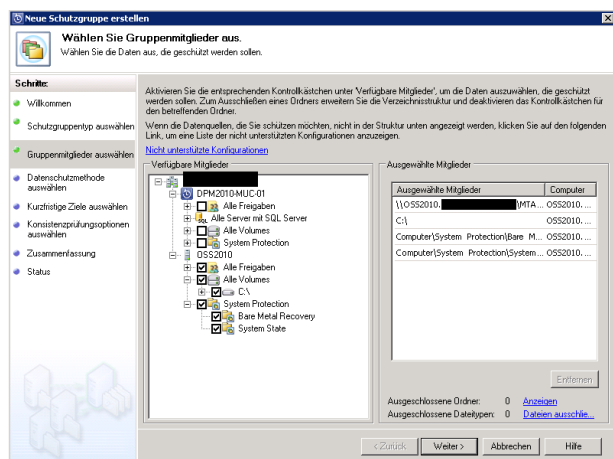 Neue Schutzgruppe erstellen
Wählen Sie Gruppenmitglieder aus.
Wählen Sie die Daten aus, die geschützt werden sollen.
Schritte:
Willkommen
Schutzgruppentyp auswählen
Gruppenmitglieder auswählen
Datenschutzmethode
auswählen
Kurzfristige Ziele auswählen
Konsistenzprüfungsoptionen
auswählen
Zusammenfassung
Status
Aktivieren Sie die entsprechenden Kontrollkästchen unter 'Verfügbare Mitglieder', um die Daten auszuwählen, die geschützt
werden sollen. Zum Ausschließen eines Ordners erweitern Sie die Verzeichnisstruktur und deaktivieren das Kontrollkästchen für
den betreffenden Ordner.
Wenn die Datenquellen, die Sie schützen möchten, nicht in der Struktur unten angezeigt werden, klicken Sie auf den folgenden
Link, um eine Liste der nicht unterstützten Konfigurationen anzuzeigen.
Nicht unterstützte Konfigurationen
Verfügbare Mitglieder
DPM2010-MUC-01
Alle Freigaben
Alle Server mit SQL Server
Alle Volumes
System Protection
OSS2010
Alle Freigaben
Alle Volumes
C:\
System Protection
Bare Metal Recovery
System State
Ausgewählte Mitglieder
Ausgewählte Mitglieder Computer
\\OSS2010. \MTA... OSS2010....
C:\ OSS2010....
Computer\System Protection\Bare M... OSS2010....
Computer\System Protection\System... OSS2010....
Entfernen
Ausgeschlossene Ordner: 0 Anzeigen
Ausgeschlossene Dateitypen: 0 Dateien ausschlie...
< Zurück Weiter > Abbrechen Hilfe